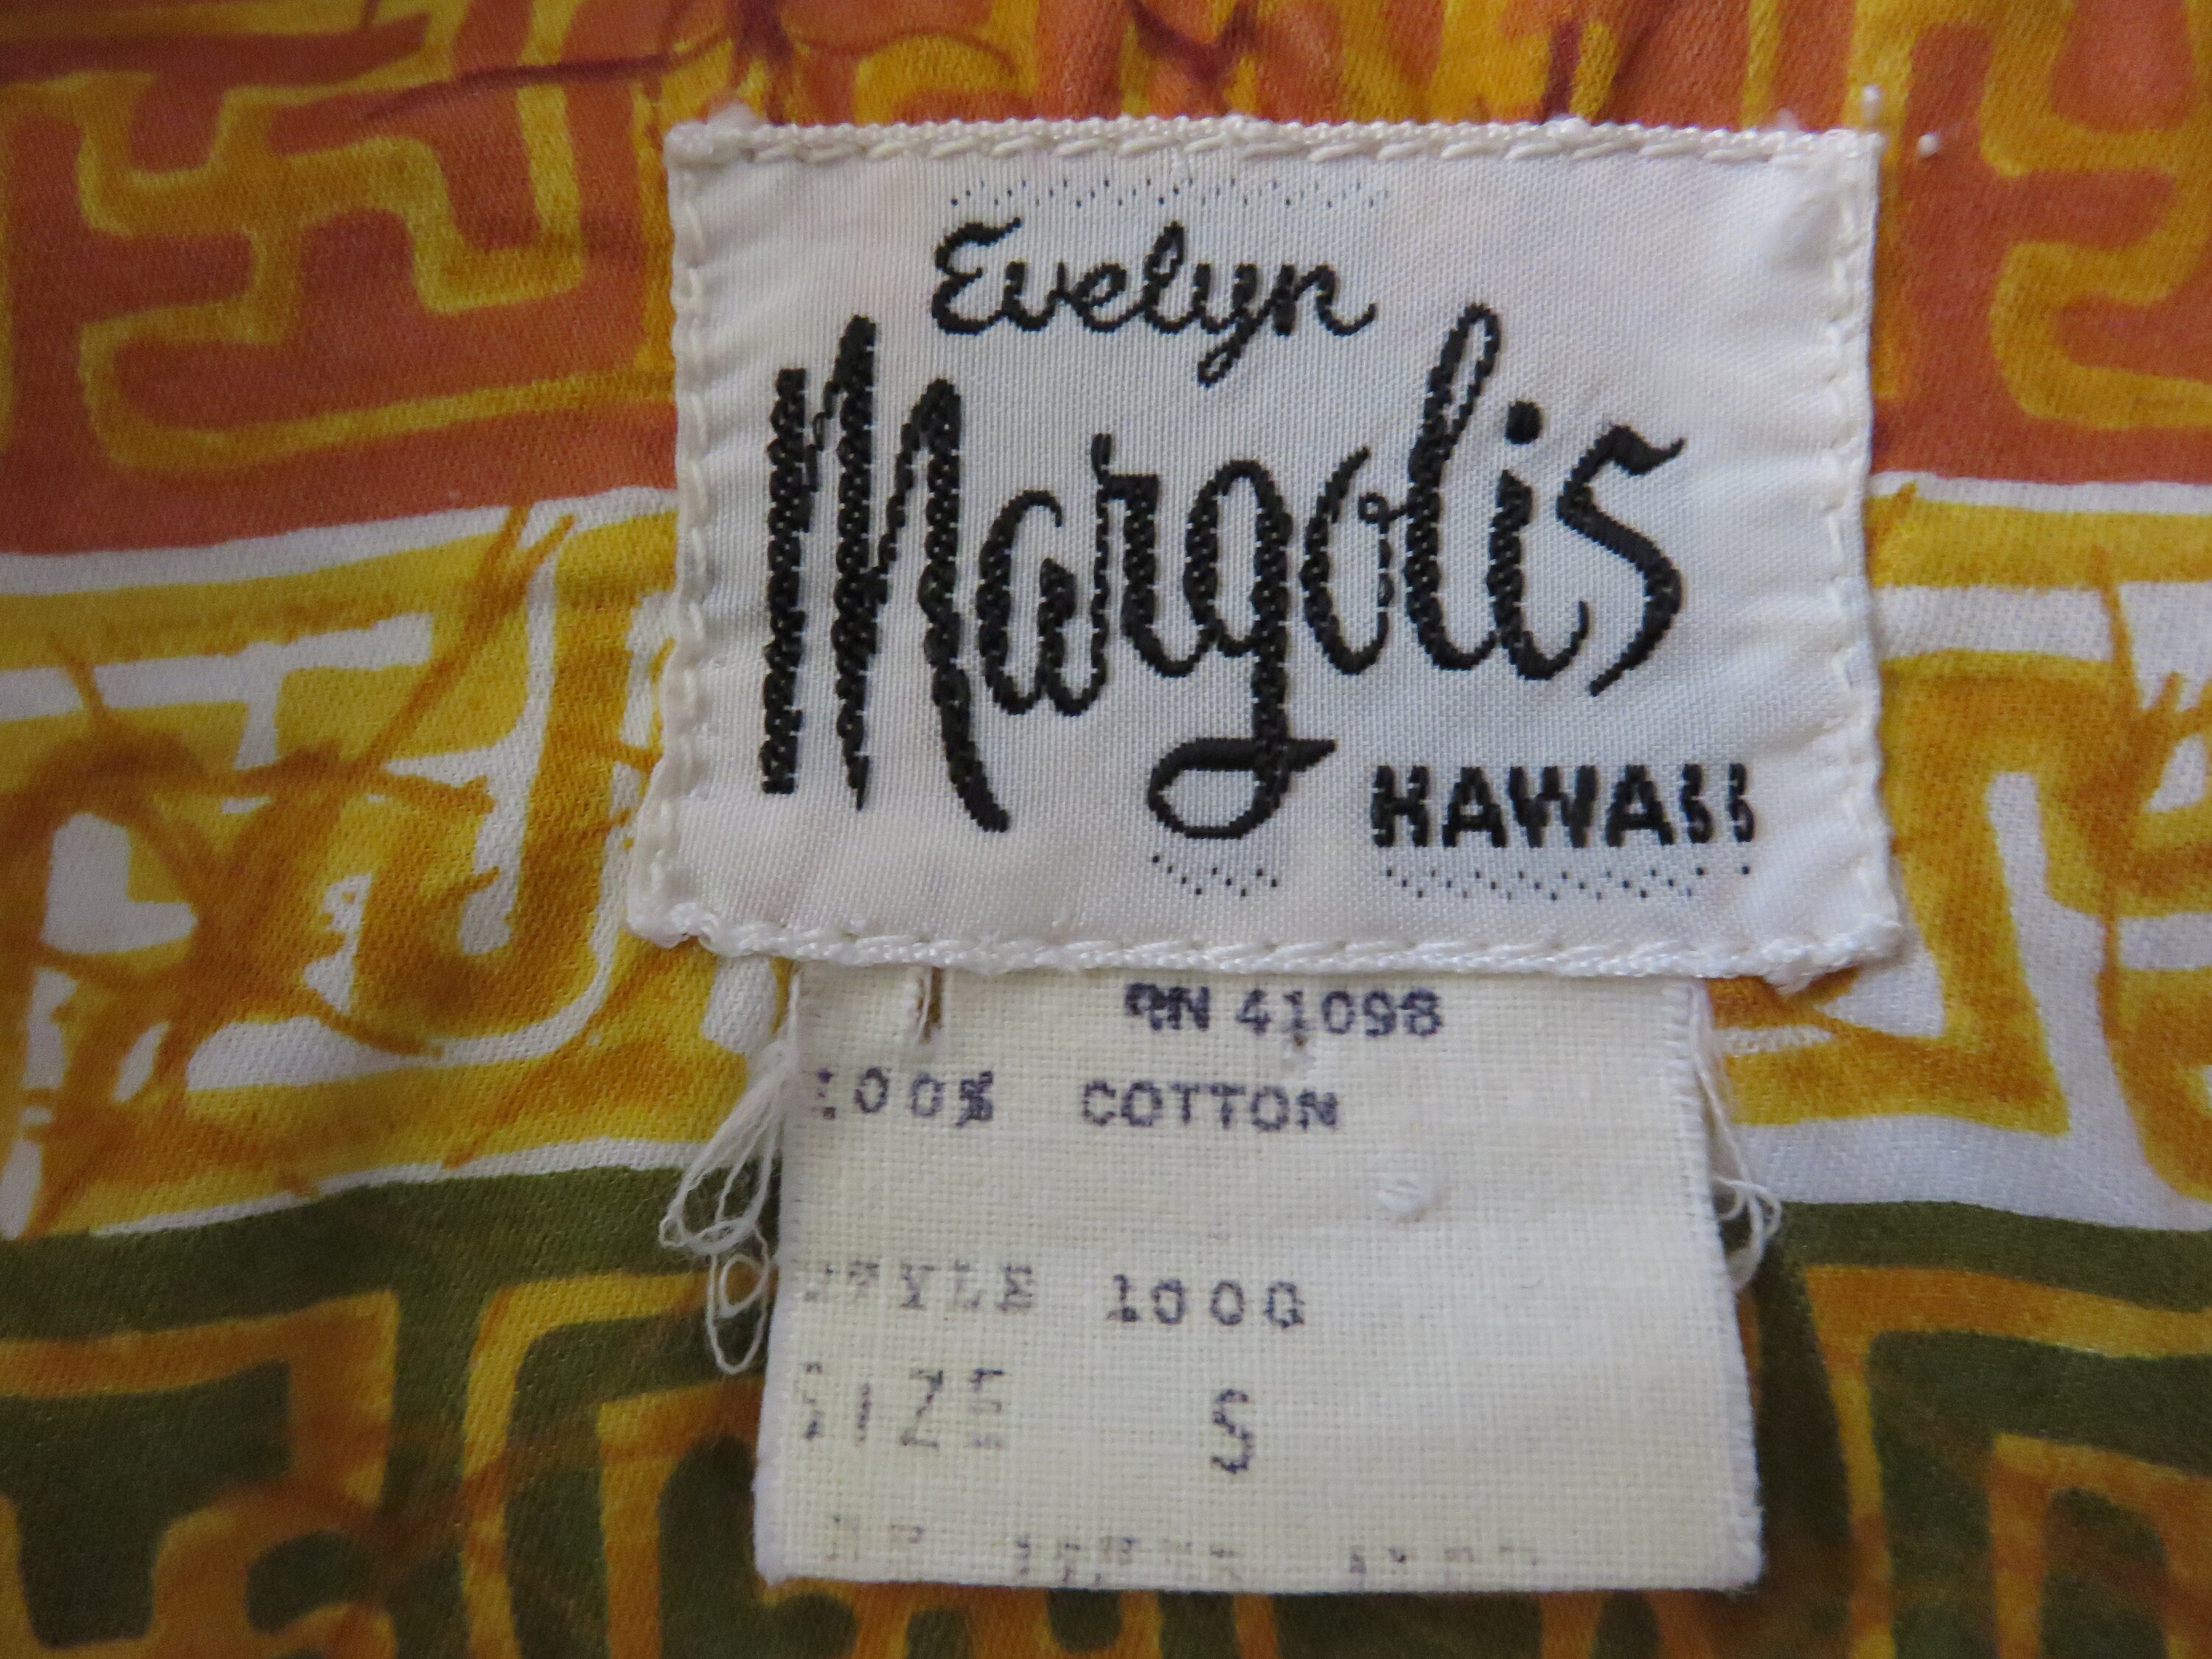 Evelyn
Margolis
HAWAII
RN 41098
100% COTTON
STYLE 1000
SIZE S